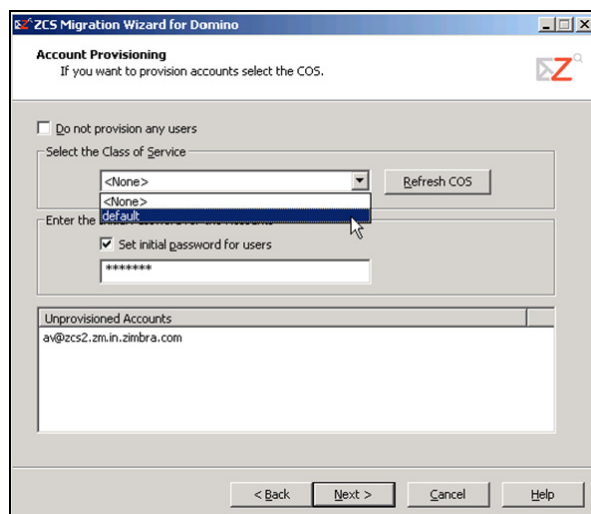 ZCS Migration Wizard for Domino
Account Provisioning
If you want to provision accounts select the COS.
Do not provision any users
Select the Class of Service
<None>
Refresh COS
<None>
default
Enter the
Set initial password for users
*******
Unprovisioned Accounts
av@zcs2.zm.in.zimbra.com
< Back
Next >
Cancel
Help